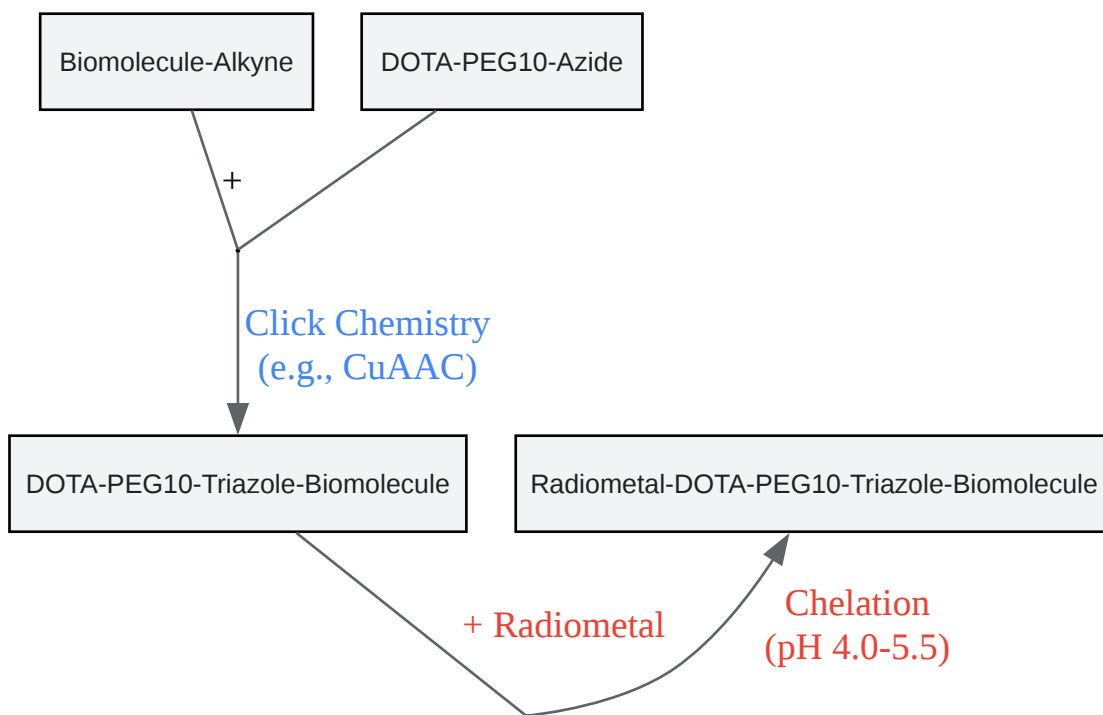 Biomolecule-Alkyne
DOTA-PEG10-Azide
+
Click Chemistry
(e.g., CuAAC)
DOTA-PEG10-Triazole-Biomolecule
Radiometal-DOTA-PEG10-Triazole-Biomolecule
+ Radiometal
Chelation
(pH 4.0-5.5)